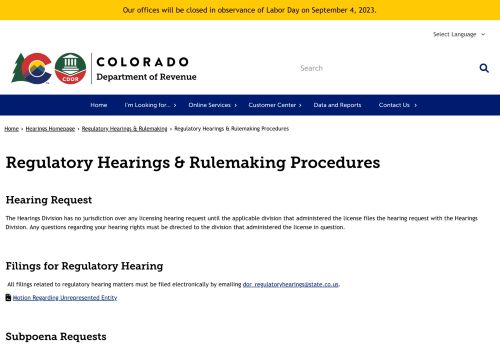 Our offices will be closed in observance of Labor Day on September 4, 2023.
Select Language
COLORADO
Department of Revenue
CDOR
Search
Home
I'm Looking for...
Online Services
Customer Center
Data and Reports
Contact Us
Home › Hearings Homepage › Regulatory Hearings & Rulemaking › Regulatory Hearings & Rulemaking Procedures
Regulatory Hearings & Rulemaking Procedures
Hearing Request
The Hearings Division has no jurisdiction over any licensing hearing request until the applicable division that administered the license files the hearing request with the Hearings
Division. Any questions regarding your hearing rights must be directed to the division that administered the license in question.
Filings for Regulatory Hearing
All filings related to regulatory hearing matters must be filed electronically by emailing dor_regulatoryhearings@state.co.us.
Motion Regarding Unrepresented Entity
Subpoena Requests